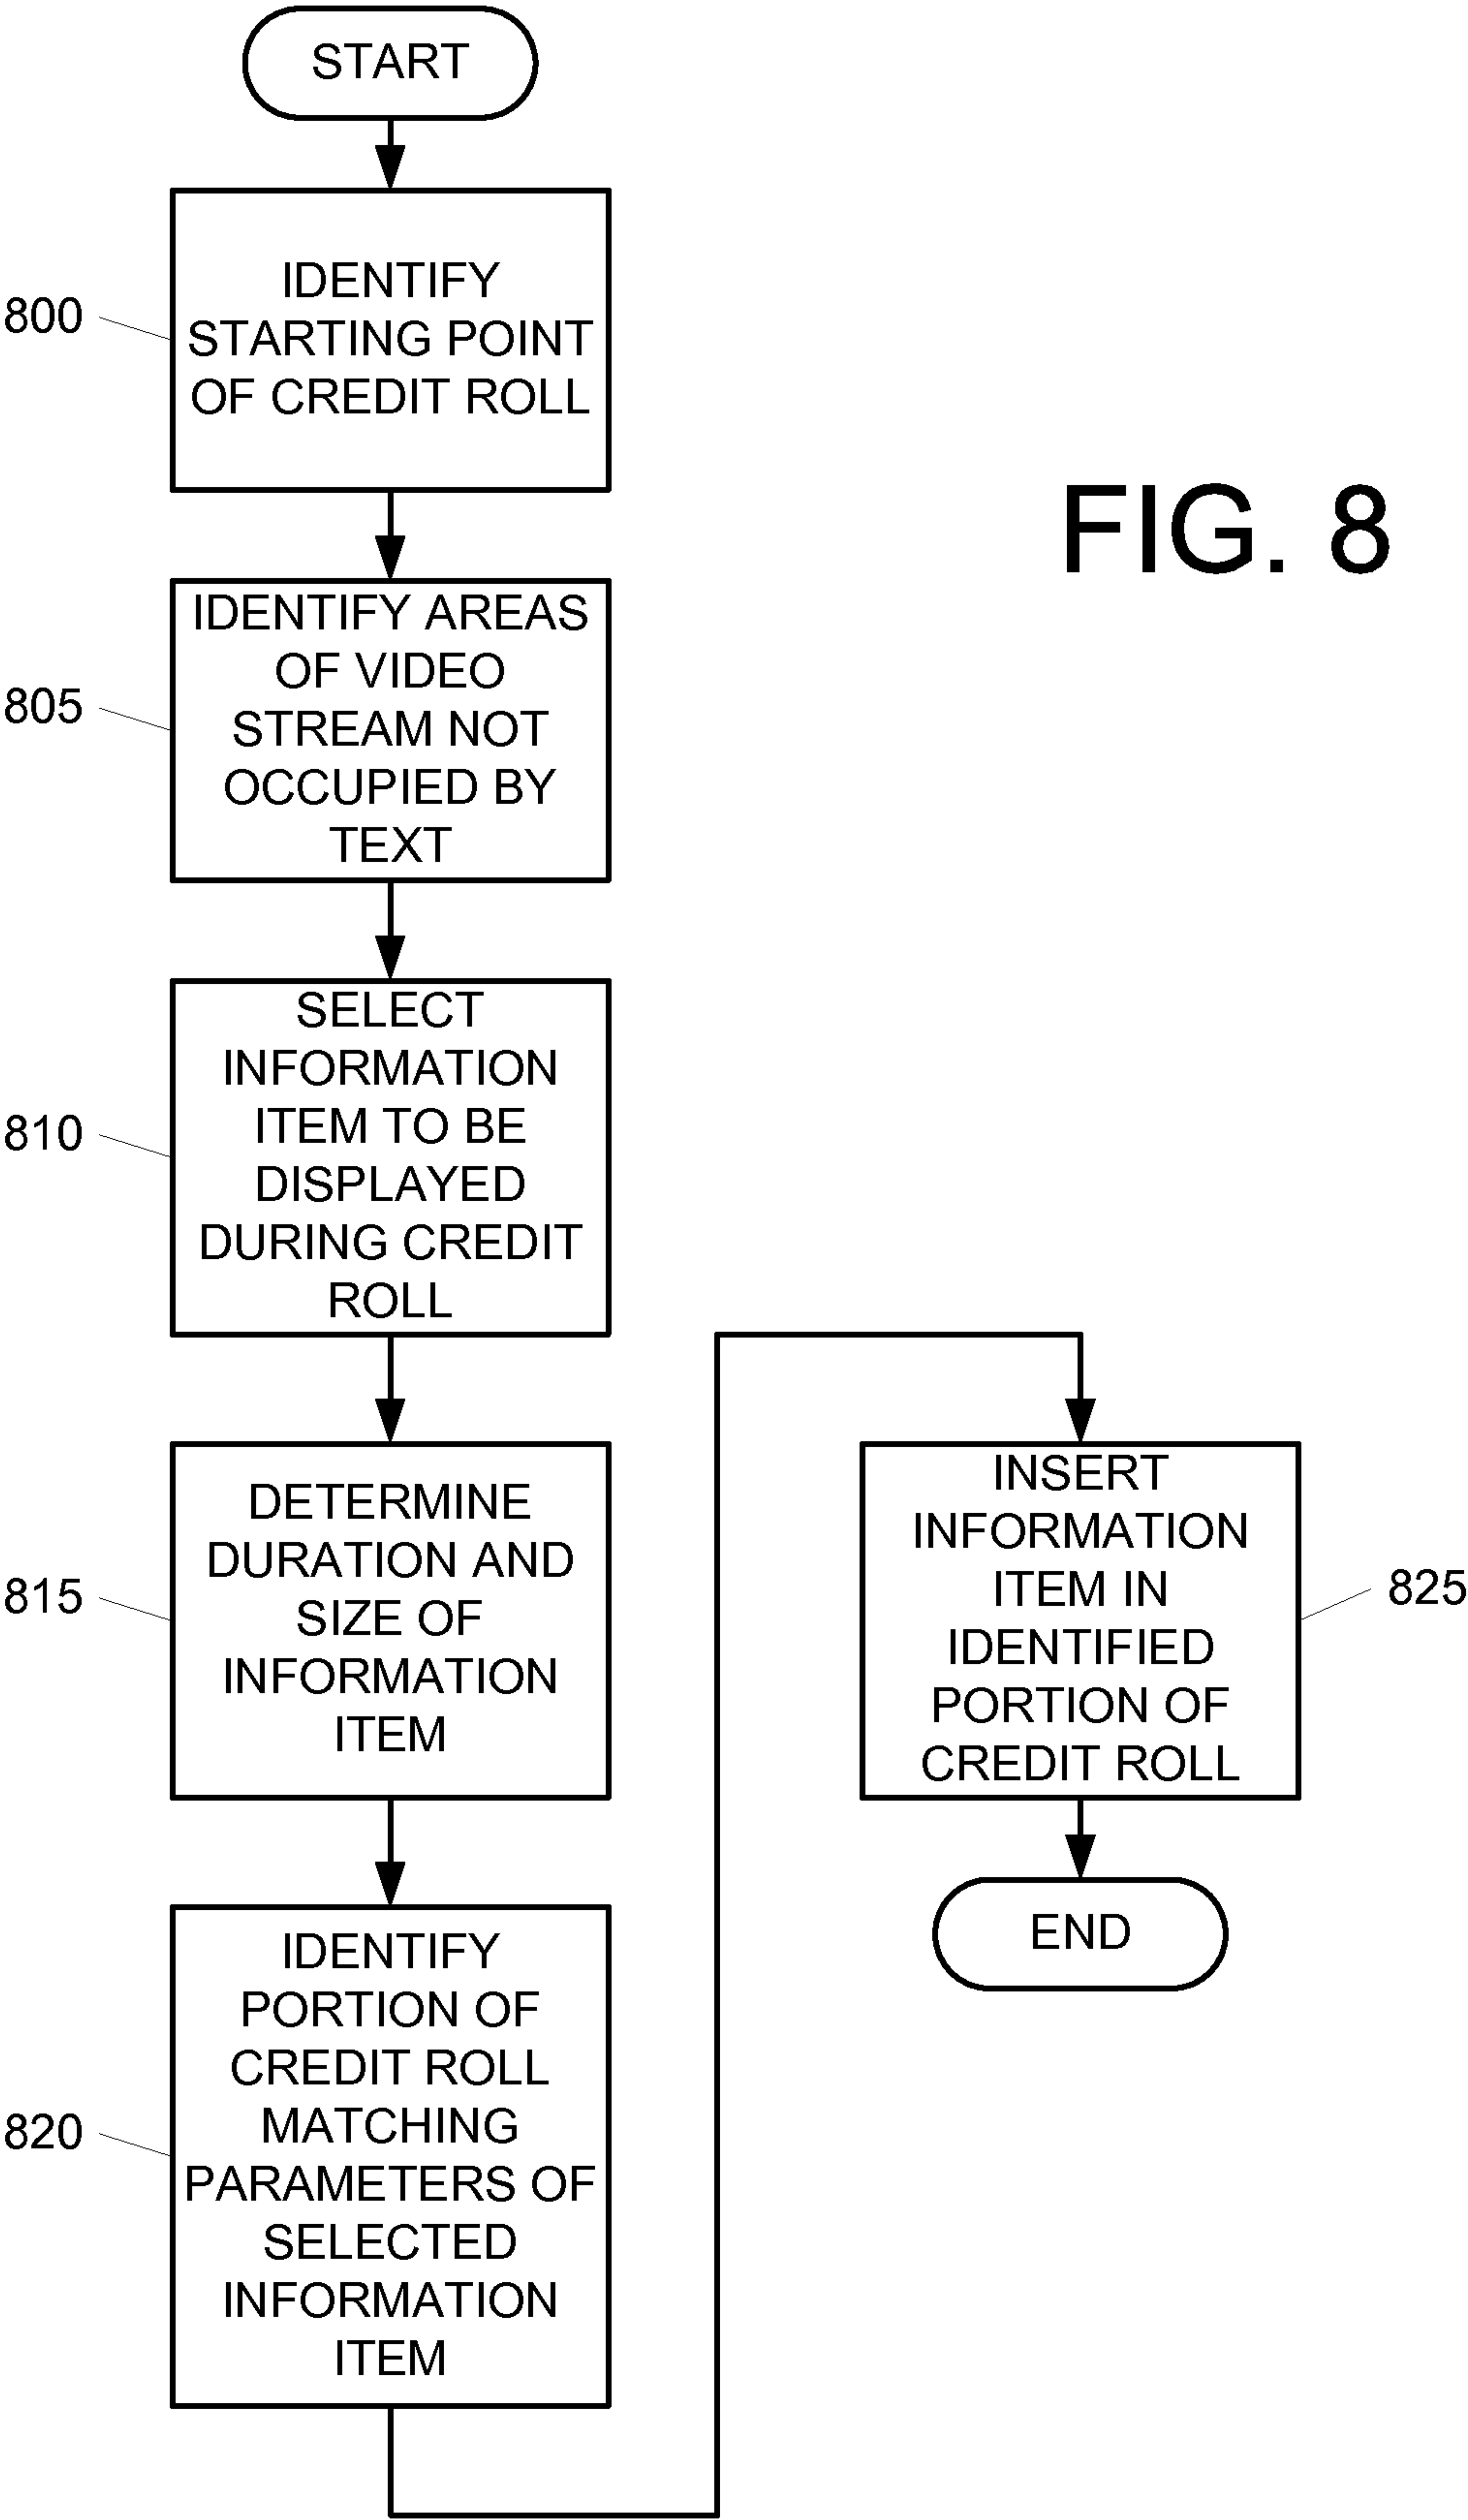 START
800
IDENTIFY
STARTING POINT
OF CREDIT ROLL
FIG. 8
805
IDENTIFY AREAS
OF VIDEO
STREAM NOT
OCCUPIED BY
TEXT
810
SELECT
INFORMATION
ITEM TO BE
DISPLAYED
DURING CREDIT
ROLL
815
DETERMINE
DURATION AND
SIZE OF
INFORMATION
ITEM
820
IDENTIFY
PORTION OF
CREDIT ROLL
MATCHING
PARAMETERS OF
SELECTED
INFORMATION
ITEM
INSERT
INFORMATION
ITEM IN
IDENTIFIED
PORTION OF
CREDIT ROLL
825
END